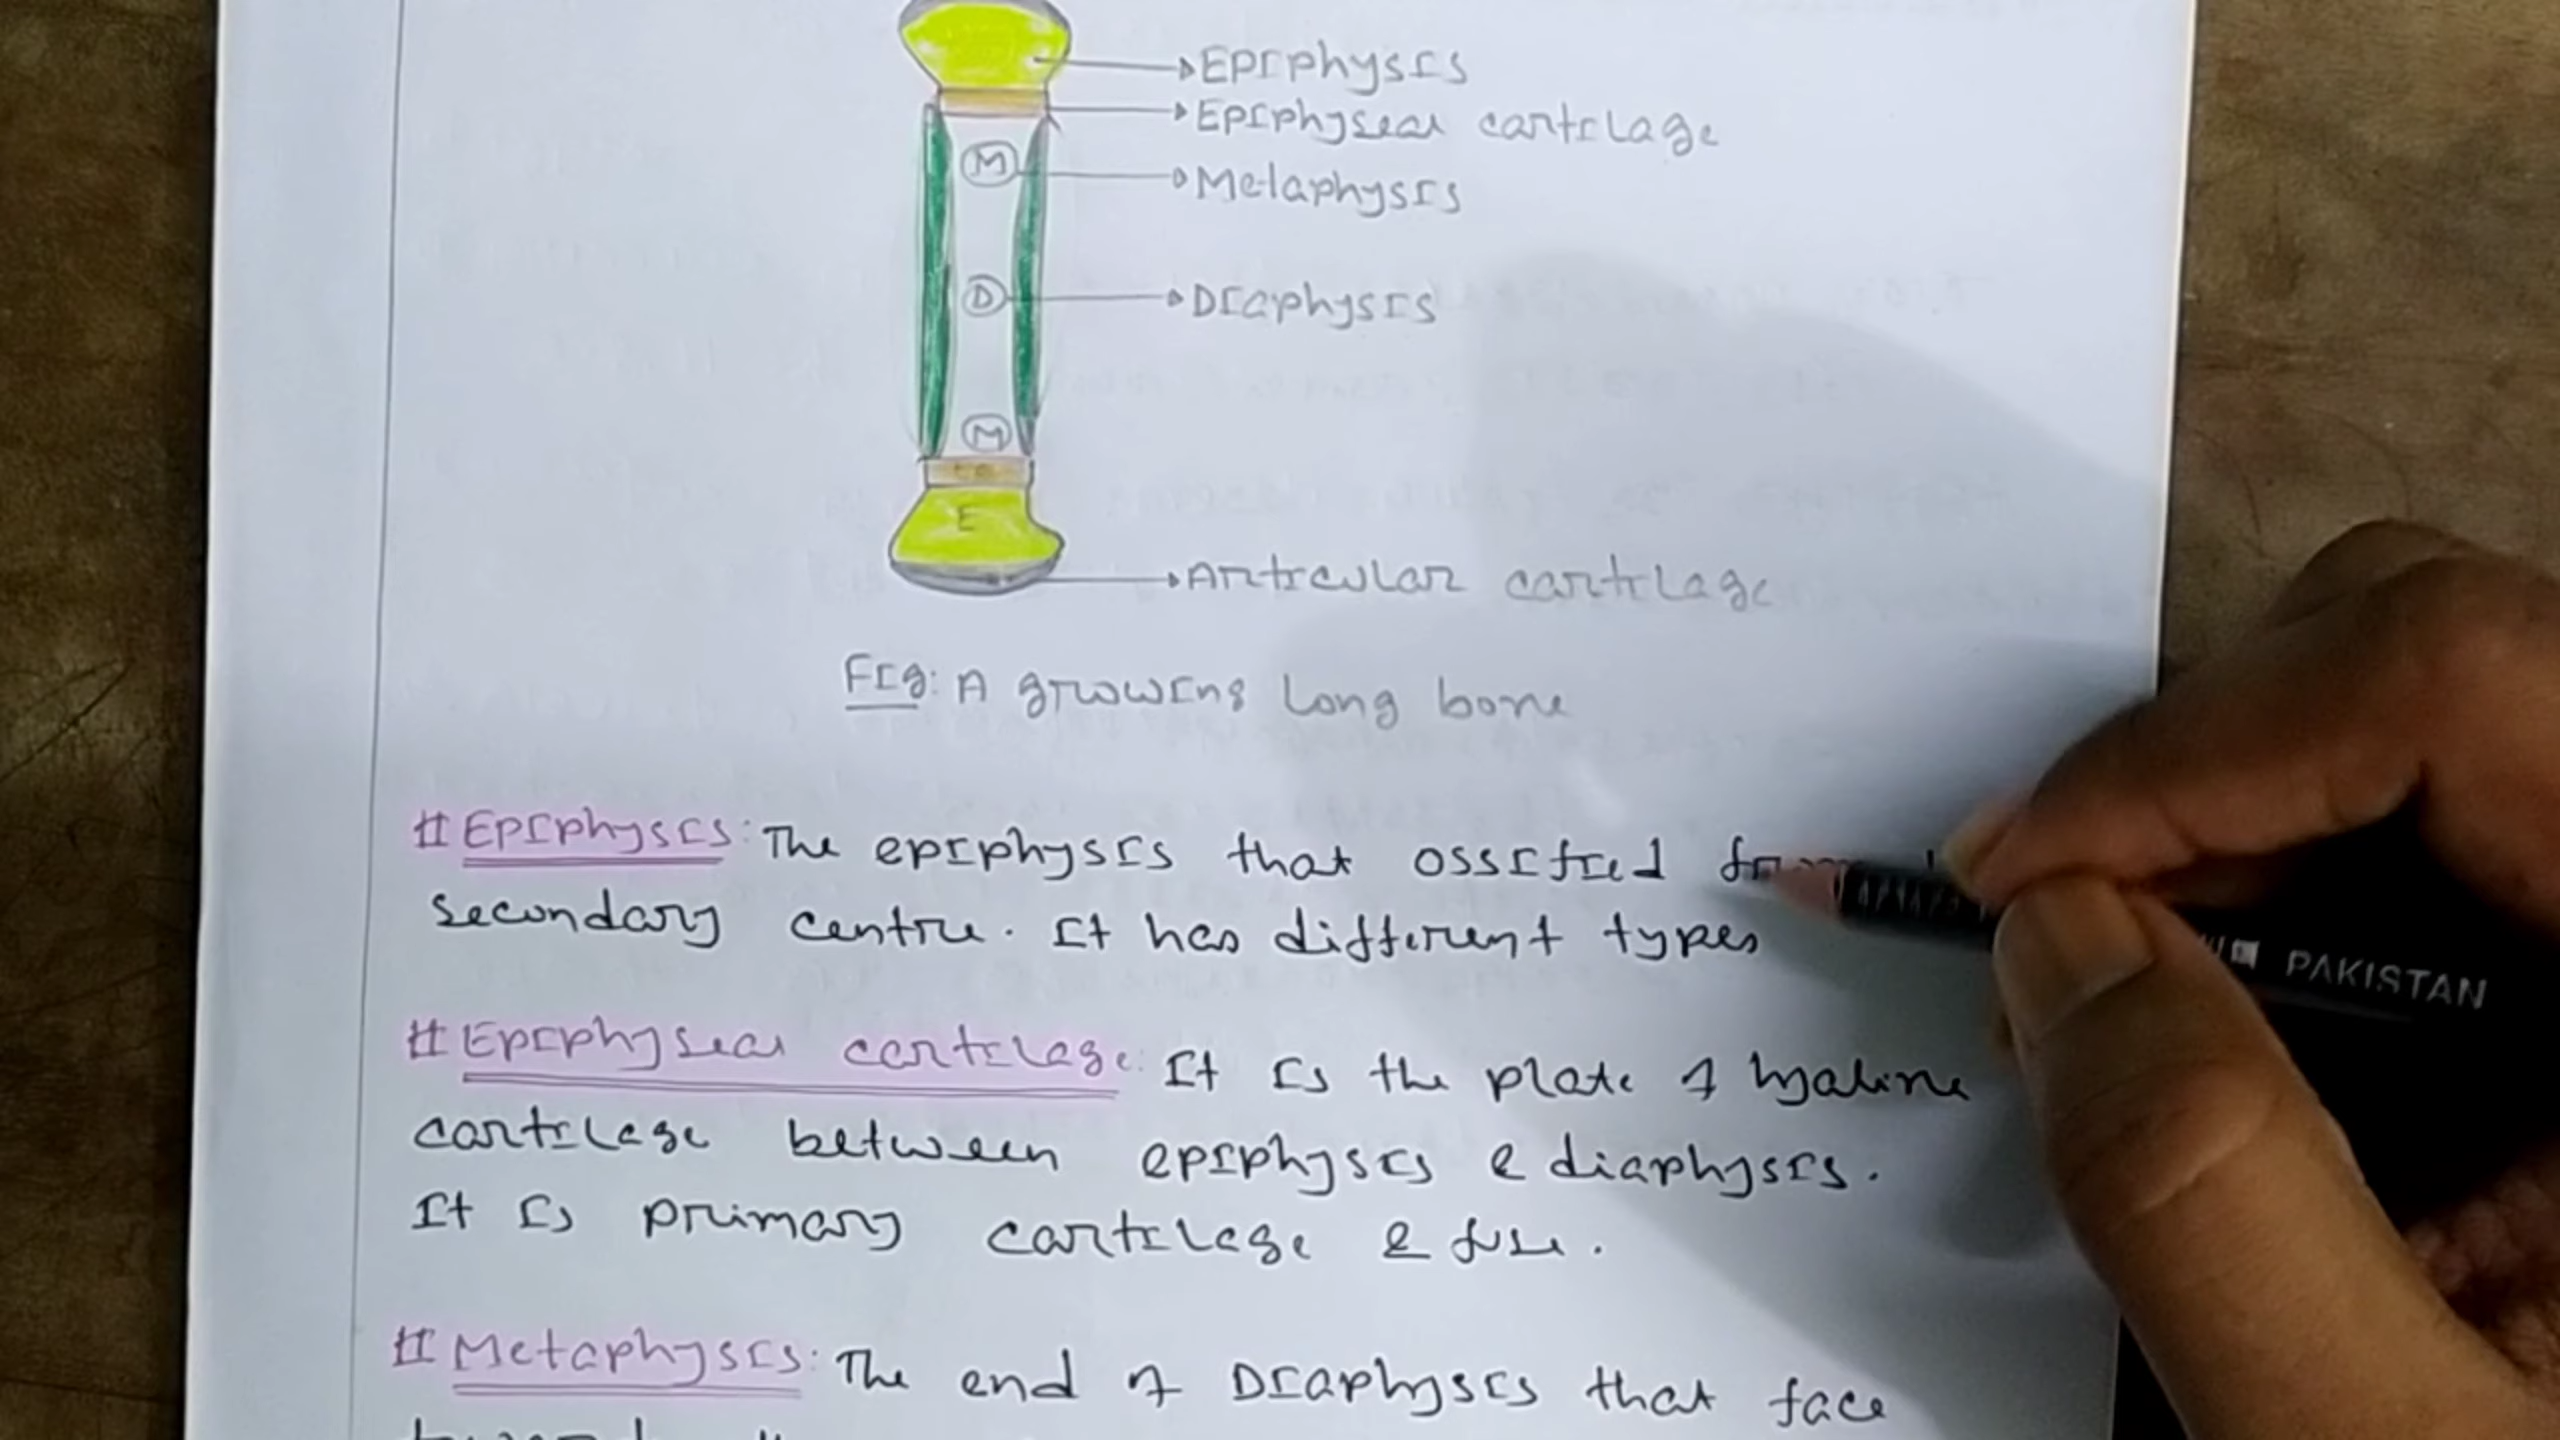 Epiphysis
Epiphyseal cartilage
M
Metaphysis
D
Diaphysis
M
E
Articular cartilage
Fig: A growing long bone
# Epiphysis: The epiphysis that ossified from
secondary centre. It has different types
# Epiphyseal cartilage: It is the plate of hyaline
cartilage between epiphysis & diaphysis.
It is primary cartilage & fuse.
# Metaphysis: The end of Diaphysis that face
PAKISTAN